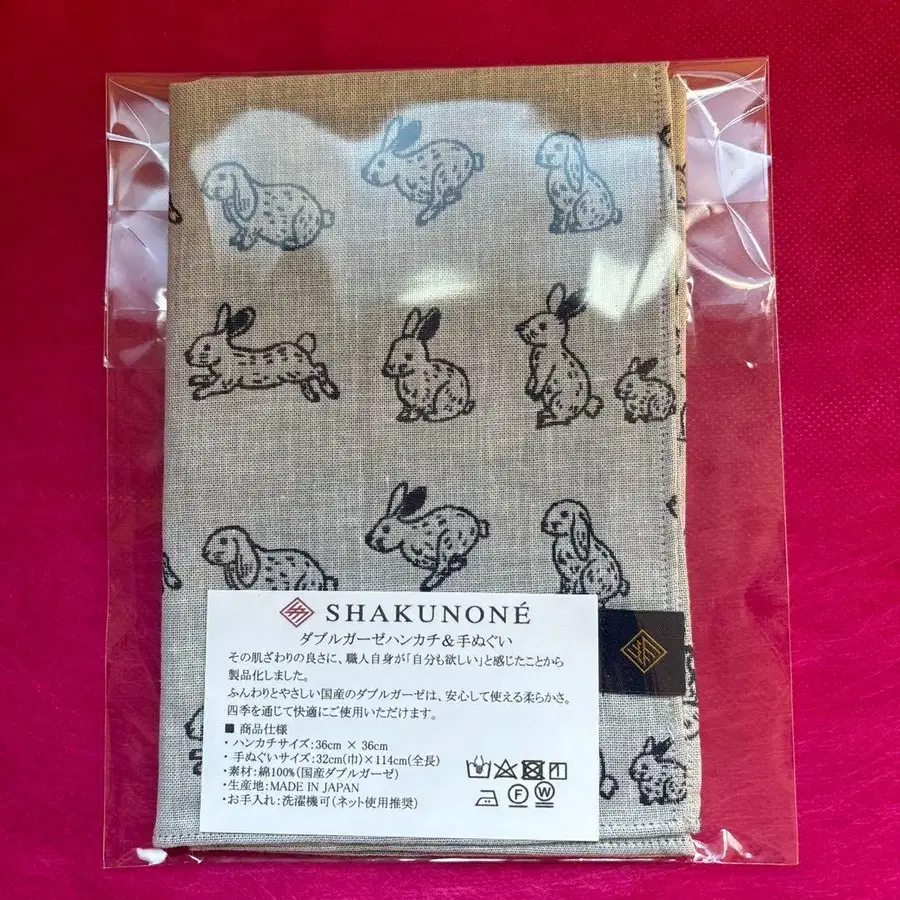 SHAKUNONÉ
ダブルガーゼハンカチ&手ぬぐい
その肌ざわりの良さに、職人自身が「自分も欲しい」と感じたことから
製品化しました。
ふんわりとやさしい国産のダブルガーゼは、安心して使える柔らかさ。
四季を通じて快適にご使用いただけます。
■ 商品仕様
・ハンカチサイズ:36cm × 36cm
・手ぬぐいサイズ:32cm(巾)×114cm(全長)
・素材:綿100%(国産ダブルガーゼ)
・生産地:MADE IN JAPAN
・お手入れ:洗濯機可(ネット使用推奨)
F W